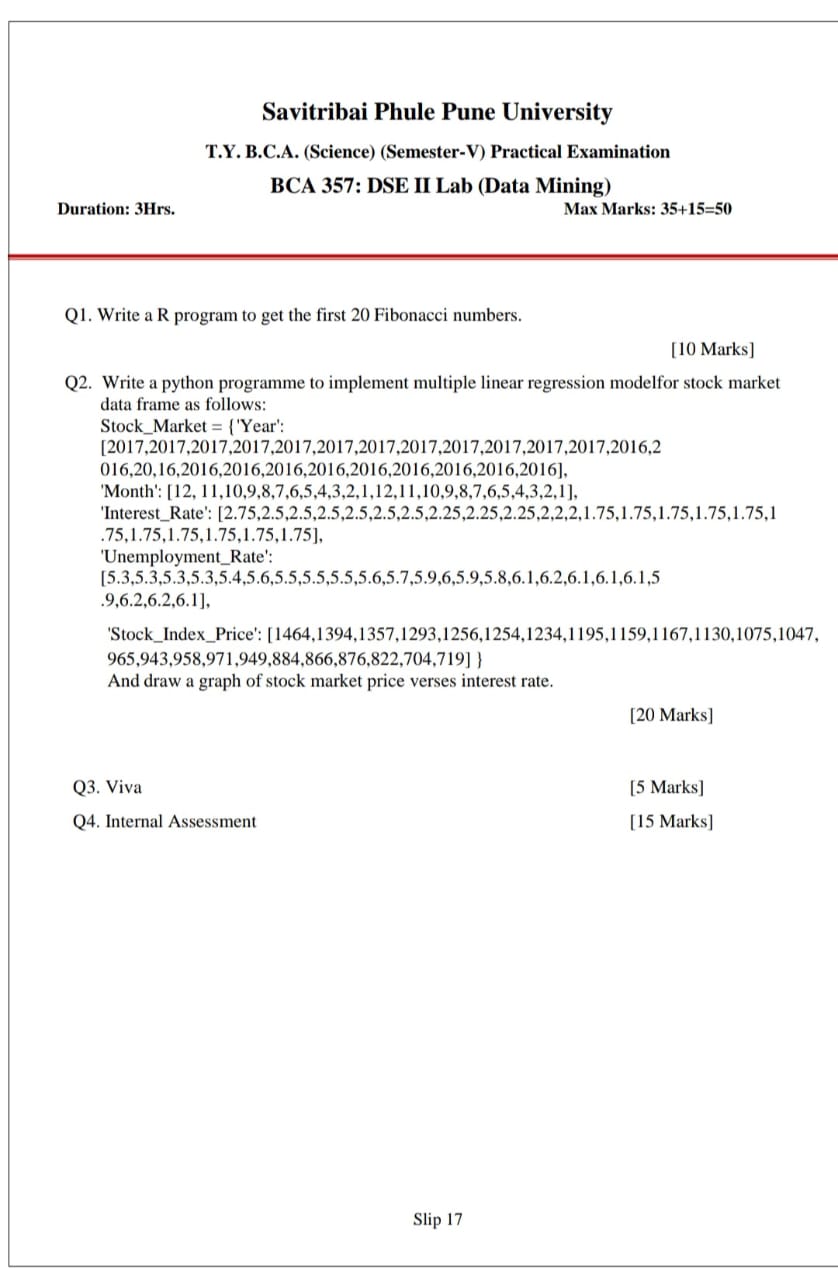 Savitribai Phule Pune University
T.Y. B.C.A. (Science) (Semester-V) Practical Examination
BCA 357: DSE II Lab (Data Mining)
Duration: 3Hrs. Max Marks: 35+15=50
Q1. Write a R program to get the first 20 Fibonacci numbers.
[10 Marks]
Q2. Write a python programme to implement multiple linear regression modelfor stock market
data frame as follows:
Stock_Market = {'Year':
[2017,2017,2017,2017,2017,2017,2017,2017,2017,2017,2017,2017,2016,2
016,20,16,2016,2016,2016,2016,2016,2016,2016,2016,2016],
'Month': [12, 11,10,9,8,7,6,5,4,3,2,1,12,11,10,9,8,7,6,5,4,3,2,1],
'Interest_Rate': [2.75,2.5,2.5,2.5,2.5,2.5,2.5,2.25,2.25,2.25,2,2,2,1.75,1.75,1.75,1.75,1.75,1
.75,1.75,1.75,1.75,1.75,1.75],
'Unemployment_Rate':
[5.3,5.3,5.3,5.3,5.4,5.6,5.5,5.5,5.5,5.6,5.7,5.9,6,5.9,5.8,6.1,6.2,6.1,6.1,6.1,5
.9,6.2,6.2,6.1],
'Stock_Index_Price': [1464,1394,1357,1293,1256,1254,1234,1195,1159,1167,1130,1075,1047,
965,943,958,971,949,884,866,876,822,704,719] }
And draw a graph of stock market price verses interest rate.
[20 Marks]
Q3. Viva [5 Marks]
Q4. Internal Assessment [15 Marks]
Slip 17